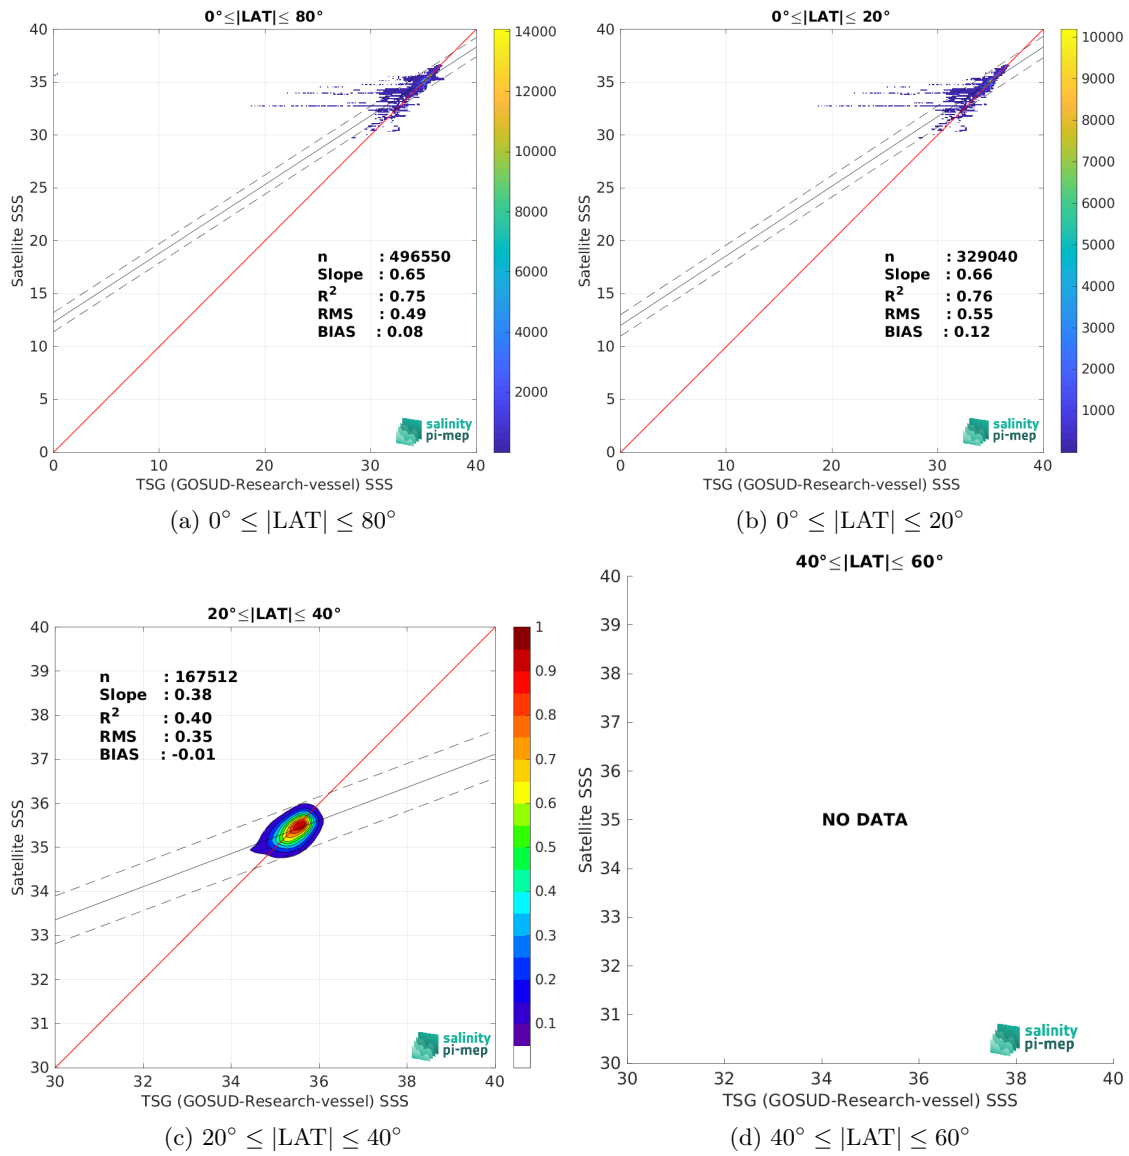 0°≤|LAT|≤ 80°
40
35
30
25
20
15
10
5
0
0
10
20
30
40
Satellite SSS
TSG (GOSUD-Research-vessel) SSS
n : 496550
Slope : 0.65
R² : 0.75
RMS : 0.49
BIAS : 0.08
14000
12000
10000
8000
6000
4000
2000
salinity
pi-mep
(a) 0° ≤ |LAT| ≤ 80°
0°≤|LAT|≤ 20°
40
35
30
25
20
15
10
5
0
0
10
20
30
40
Satellite SSS
TSG (GOSUD-Research-vessel) SSS
n : 329040
Slope : 0.66
R² : 0.76
RMS : 0.55
BIAS : 0.12
10000
9000
8000
7000
6000
5000
4000
3000
2000
1000
salinity
pi-mep
(b) 0° ≤ |LAT| ≤ 20°
20°≤|LAT|≤ 40°
40
39
38
37
36
35
34
33
32
31
30
30
32
34
36
38
40
Satellite SSS
TSG (GOSUD-Research-vessel) SSS
n : 167512
Slope : 0.38
R² : 0.40
RMS : 0.35
BIAS : -0.01
1
0.9
0.8
0.7
0.6
0.5
0.4
0.3
0.2
0.1
salinity
pi-mep
(c) 20° ≤ |LAT| ≤ 40°
40°≤|LAT|≤ 60°
40
39
38
37
36
35
34
33
32
31
30
30
32
34
36
38
40
Satellite SSS
TSG (GOSUD-Research-vessel) SSS
NO DATA
salinity
pi-mep
(d) 40° ≤ |LAT| ≤ 60°